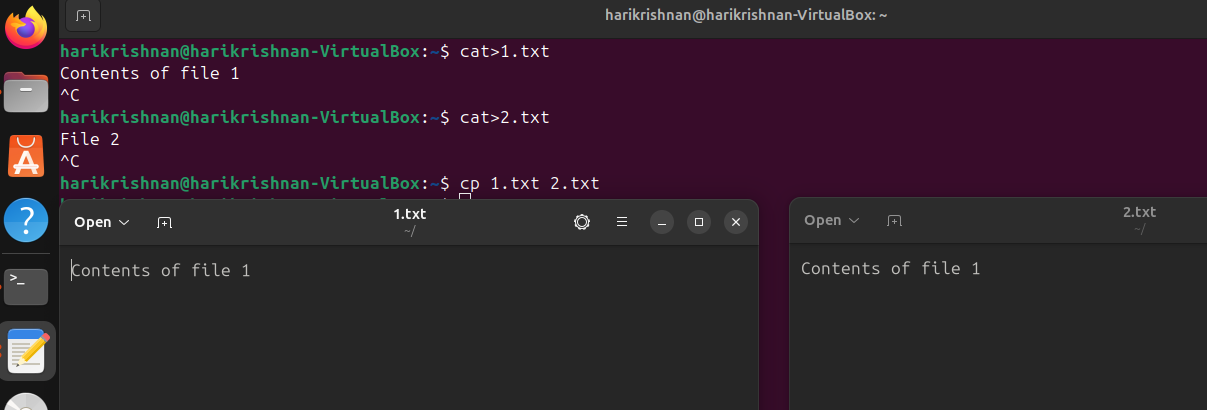 harikrishnan@harikrishnan-VirtualBox: ~
harikrishnan@harikrishnan-VirtualBox:~$ cat>1.txt
Contents of file 1
^C
harikrishnan@harikrishnan-VirtualBox:~$ cat>2.txt
File 2
^C
harikrishnan@harikrishnan-VirtualBox:~$ cp 1.txt 2.txt
Open
1.txt
~/
Contents of file 1
Open
2.txt
~/
Contents of file 1
>_